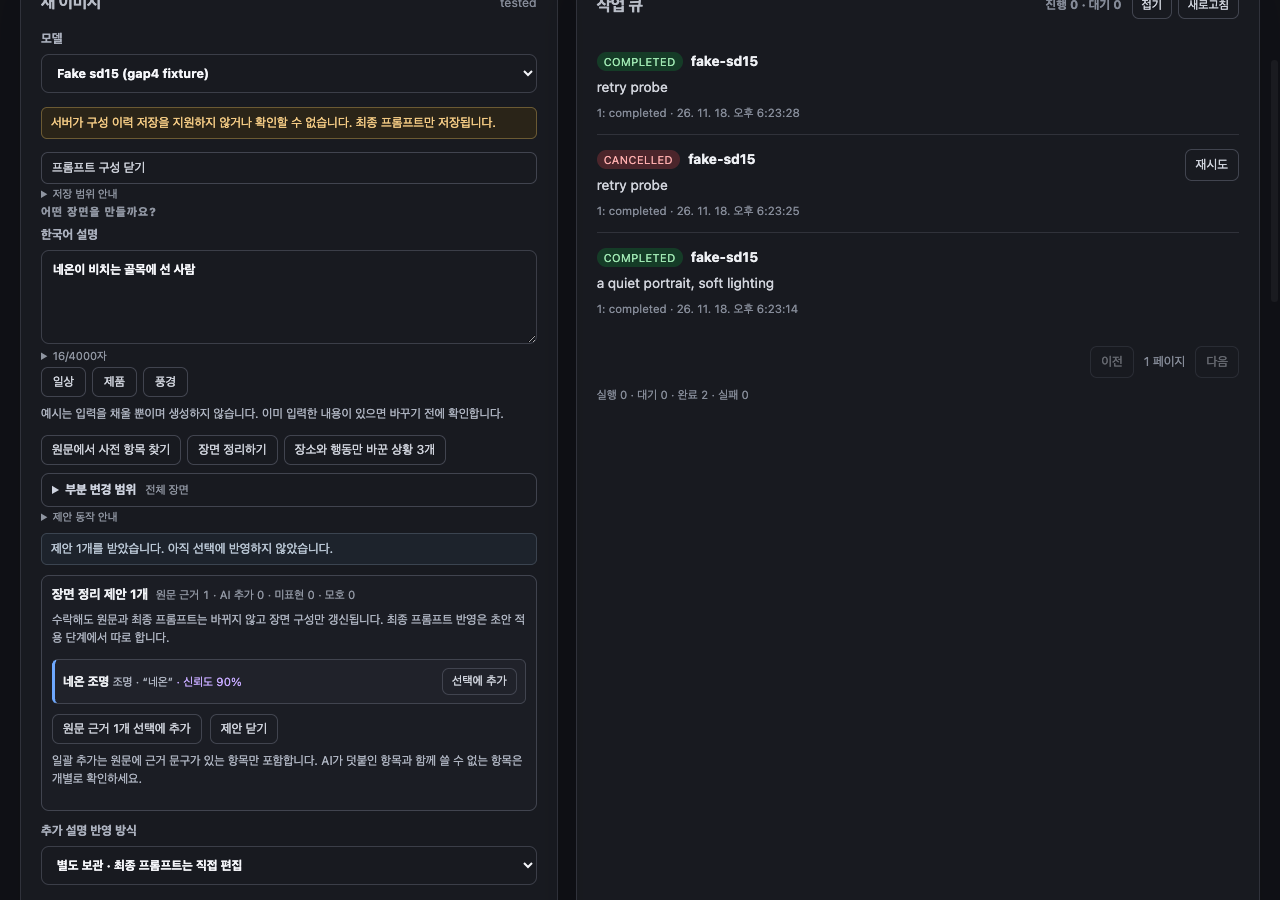 새 이미지
tested
모델
Fake sd15 (gap4 fixture)
서버가 구성 이력 저장을 지원하지 않거나 확인할 수 없습니다. 최종 프롬프트만 저장됩니다.
프롬프트 구성 닫기
▶ 저장 범위 안내
어떤 장면을 만들까요?
한국어 설명
네온이 비치는 골목에 선 사람
▶ 16/4000자
일상 제품 풍경
예시는 입력을 채울 뿐이며 생성하지 않습니다. 이미 입력한 내용이 있으면 바꾸기 전에 확인합니다.
원문에서 사전 항목 찾기 장면 정리하기 장소와 행동만 바꾼 상황 3개
▶ 부분 변경 범위 전체 장면
▶ 제안 동작 안내
제안 1개를 받았습니다. 아직 선택에 반영하지 않았습니다.
장면 정리 제안 1개 원문 근거 1 · AI 추가 0 · 미표현 0 · 모호 0
수락해도 원문과 최종 프롬프트는 바뀌지 않고 장면 구성만 갱신됩니다. 최종 프롬프트 반영은 초안 적
용 단계에서 따로 합니다.
네온 조명 조명 · “네온” · 신뢰도 90% 선택에 추가
원문 근거 1개 선택에 추가 제안 닫기
일괄 추가는 원문에 근거 문구가 있는 항목만 포함합니다. AI가 덧붙인 항목과 함께 쓸 수 없는 항목은
개별로 확인하세요.
추가 설명 반영 방식
별도 보관 · 최종 프롬프트는 직접 편집
작업 큐
진행 0 · 대기 0 접기 새로고침
COMPLETED fake-sd15
retry probe
1: completed · 26. 11. 18. 오후 6:23:28
CANCELLED fake-sd15 재시도
retry probe
1: completed · 26. 11. 18. 오후 6:23:25
COMPLETED fake-sd15
a quiet portrait, soft lighting
1: completed · 26. 11. 18. 오후 6:23:14
이전 1 페이지 다음
실행 0 · 대기 0 · 완료 2 · 실패 0